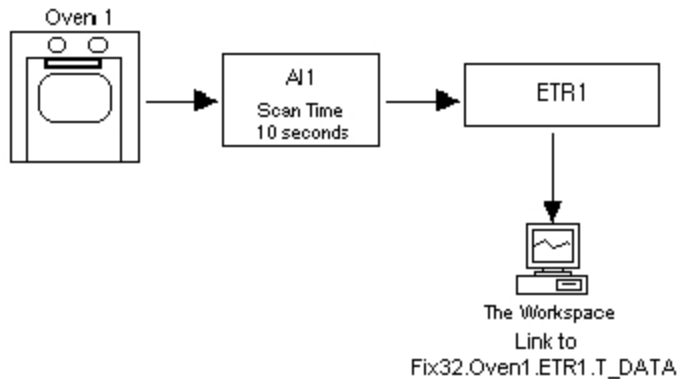 Oven 1
AI1
Scan Time
10 seconds
ETR1
The Workspace
Link to
Fix32.Oven1.ETR1.T_DATA